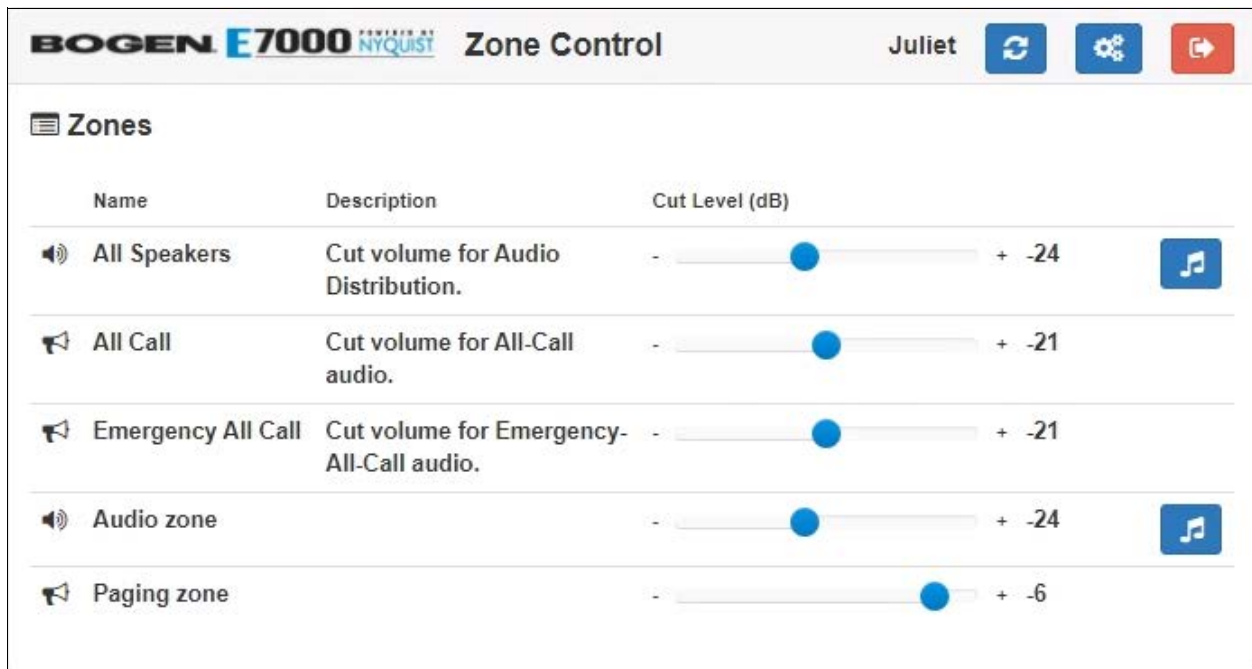 BOGEN E7000 POWERED BY NYQUIST Zone Control Juliet
Zones
Name Description Cut Level (dB)
All Speakers Cut volume for Audio - + -24
Distribution.
All Call Cut volume for All-Call - + -21
audio.
Emergency All Call Cut volume for Emergency- - + -21
All-Call audio.
Audio zone - + -24
Paging zone - + -6